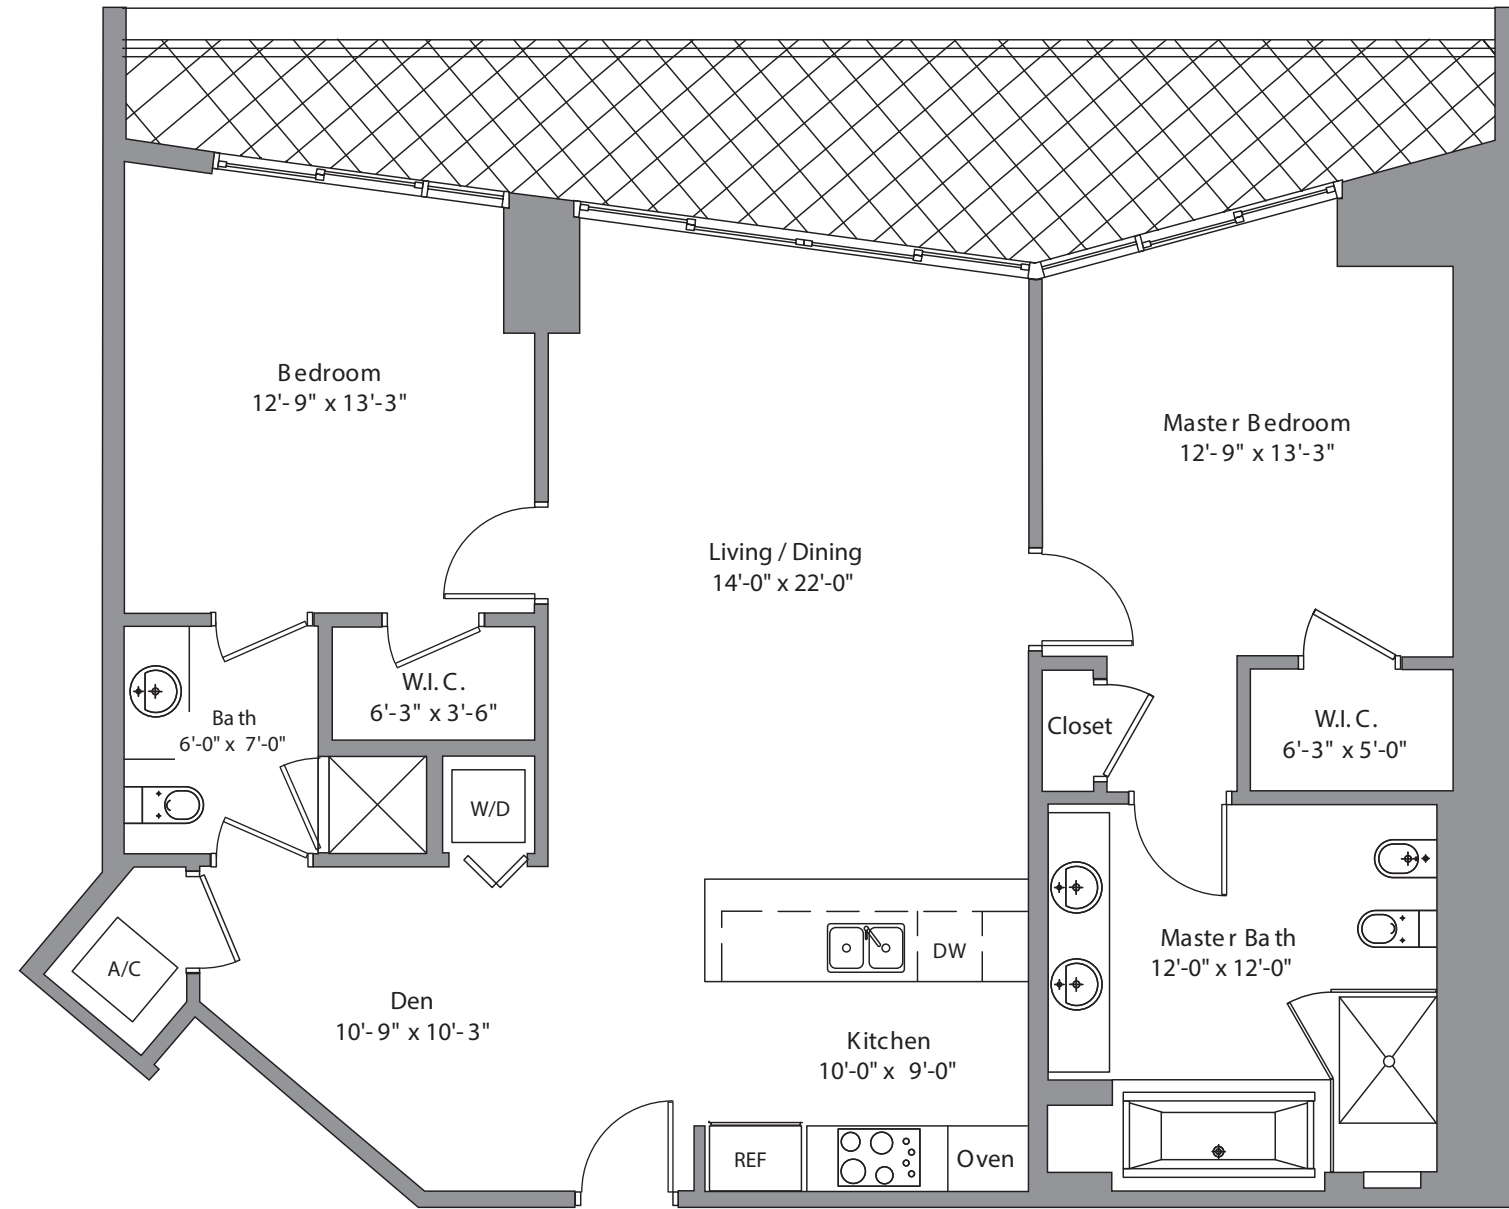 Bedroom
12'-9" x 13'-3"
Master Bedroom
12'-9" x 13'-3"
Living / Dining
14'-0" x 22'-0"
W.I.C.
6'-3" x 3'-6"
Bath
6'-0" x 7'-0"
Closet
W.I.C.
6'-3" x 5'-0"
W/D
A/C
DW
Master Bath
12'-0" x 12'-0"
Den
10'-9" x 10'-3"
Kitchen
10'-0" x 9'-0"
REF
Oven